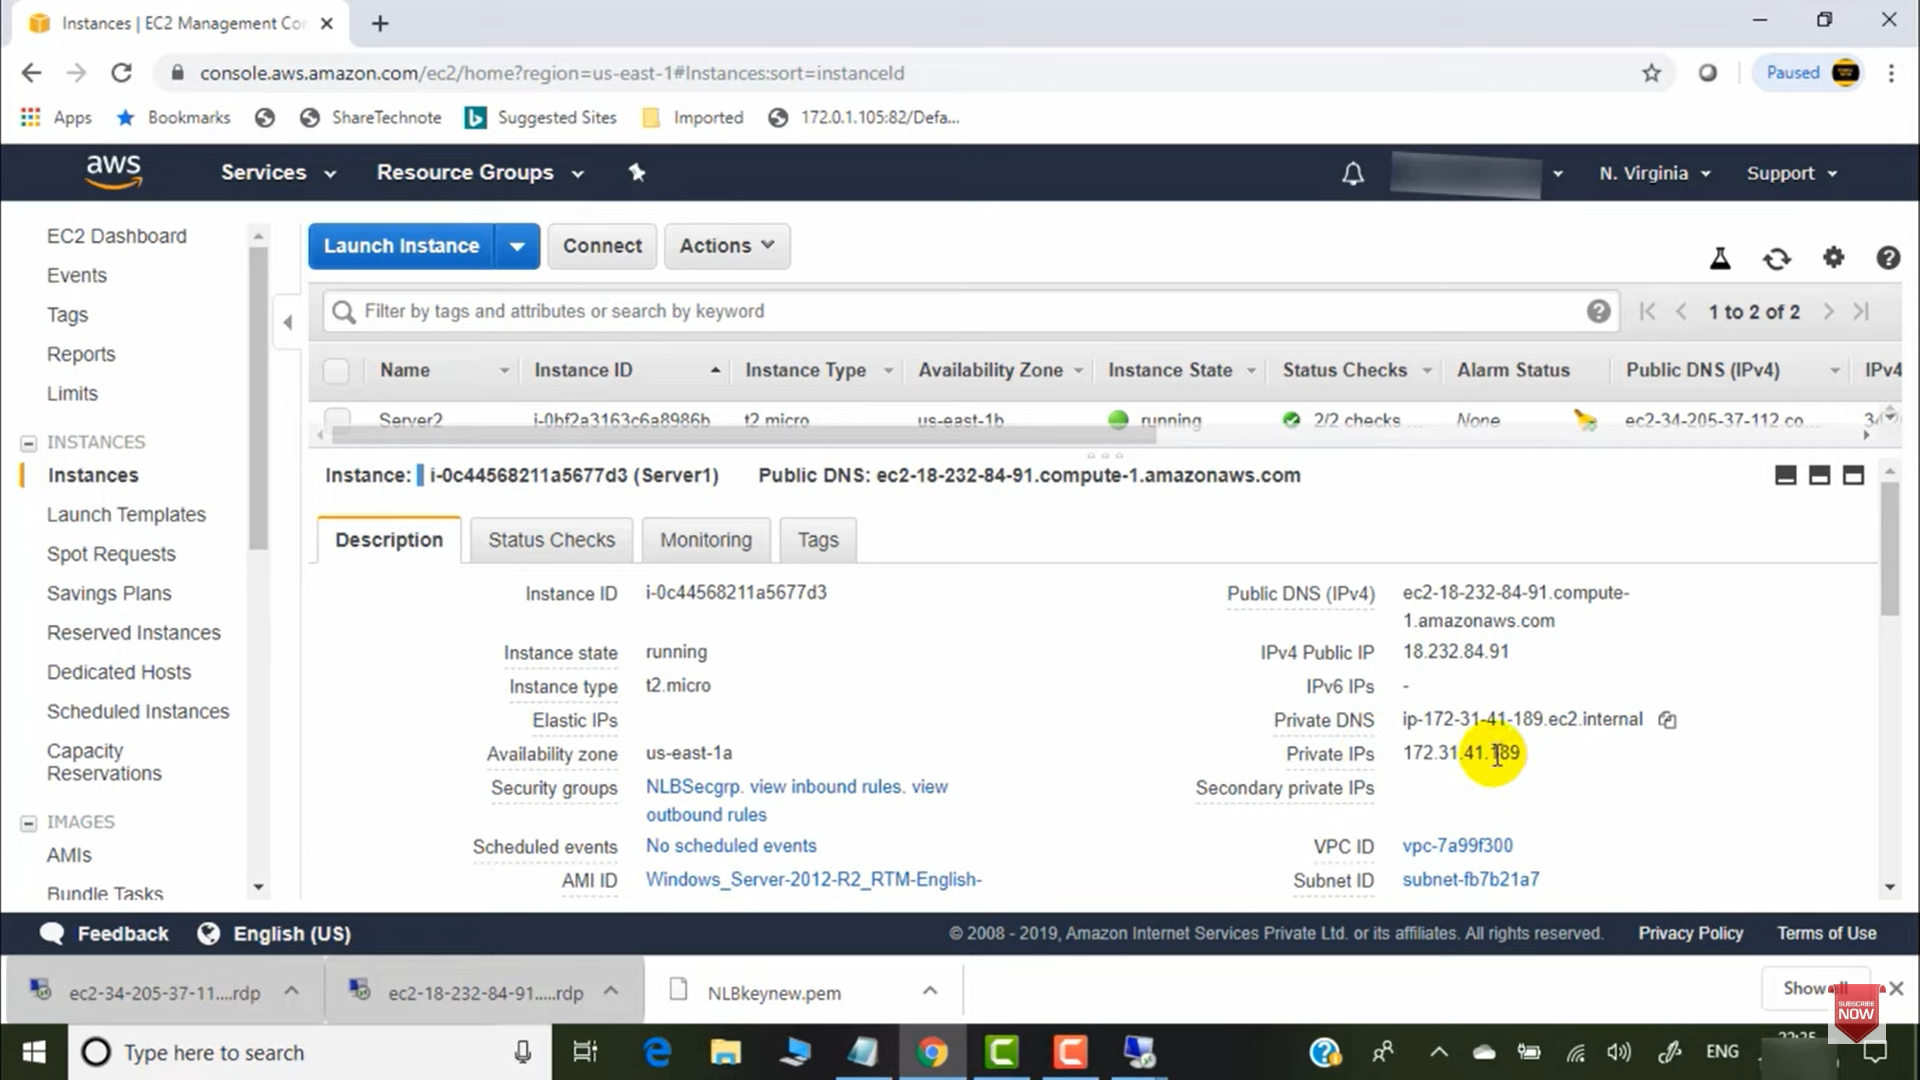 Instances | EC2 Management Cor
console.aws.amazon.com/ec2/home?region=us-east-1#Instances:sort=instanceId
Paused
Apps Bookmarks ShareTechnote Suggested Sites Imported 172.0.1.105:82/Defa...
aws Services Resource Groups N. Virginia Support
EC2 Dashboard
Events
Tags
Reports
Limits
INSTANCES
Instances
Launch Templates
Spot Requests
Savings Plans
Reserved Instances
Dedicated Hosts
Scheduled Instances
Capacity
Reservations
IMAGES
AMIs
Bundle Tasks
Launch Instance Connect Actions
Filter by tags and attributes or search by keyword
1 to 2 of 2
Name Instance ID Instance Type Availability Zone Instance State Status Checks Alarm Status Public DNS (IPv4) IPv4
Server2 i-0bf2a3163c6a8986b t2.micro us-east-1b running 2/2 checks ... None ec2-34-205-37-112.co...
Instance: i-0c44568211a5677d3 (Server1) Public DNS: ec2-18-232-84-91.compute-1.amazonaws.com
Description Status Checks Monitoring Tags
Instance ID i-0c44568211a5677d3
Instance state running
Instance type t2.micro
Elastic IPs
Availability zone us-east-1a
Security groups NLBSecgrp. view inbound rules. view
outbound rules
Scheduled events No scheduled events
AMI ID Windows_Server-2012-R2_RTM-English-
Public DNS (IPv4) ec2-18-232-84-91.compute-
1.amazonaws.com
IPv4 Public IP 18.232.84.91
IPv6 IPs -
Private DNS ip-172-31-41-189.ec2.internal
Private IPs 172.31.41.189
Secondary private IPs
VPC ID vpc-7a99f300
Subnet ID subnet-fb7b21a7
Feedback English (US) © 2008 - 2019, Amazon Internet Services Private Ltd. or its affiliates. All rights reserved. Privacy Policy Terms of Use
ec2-34-205-37-11....rdp ec2-18-232-84-91.....rdp NLBkeynew.pem
SUBSCRIBE
NOW
Type here to search
ENG